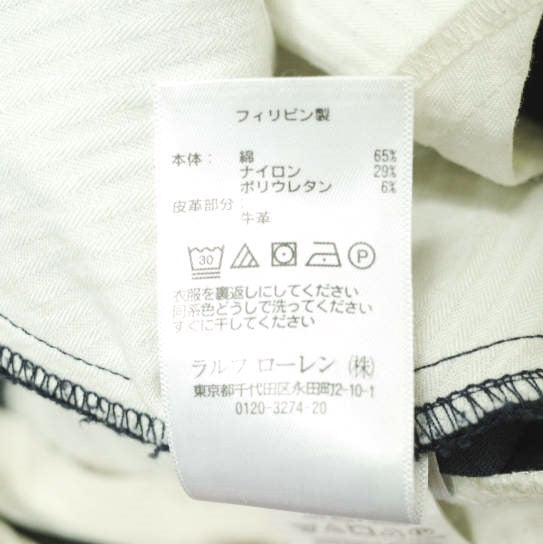 フィリピン製
本体: 綿 65%
ナイロン 29%
ポリウレタン 6%
皮革部分:
牛革
30 P
衣服を裏返しにしてください
同系色どうしで洗ってください
すぐに干してください
ラルフ ローレン (株)
東京都千代田区永田町2-10-1
0120-3274-20